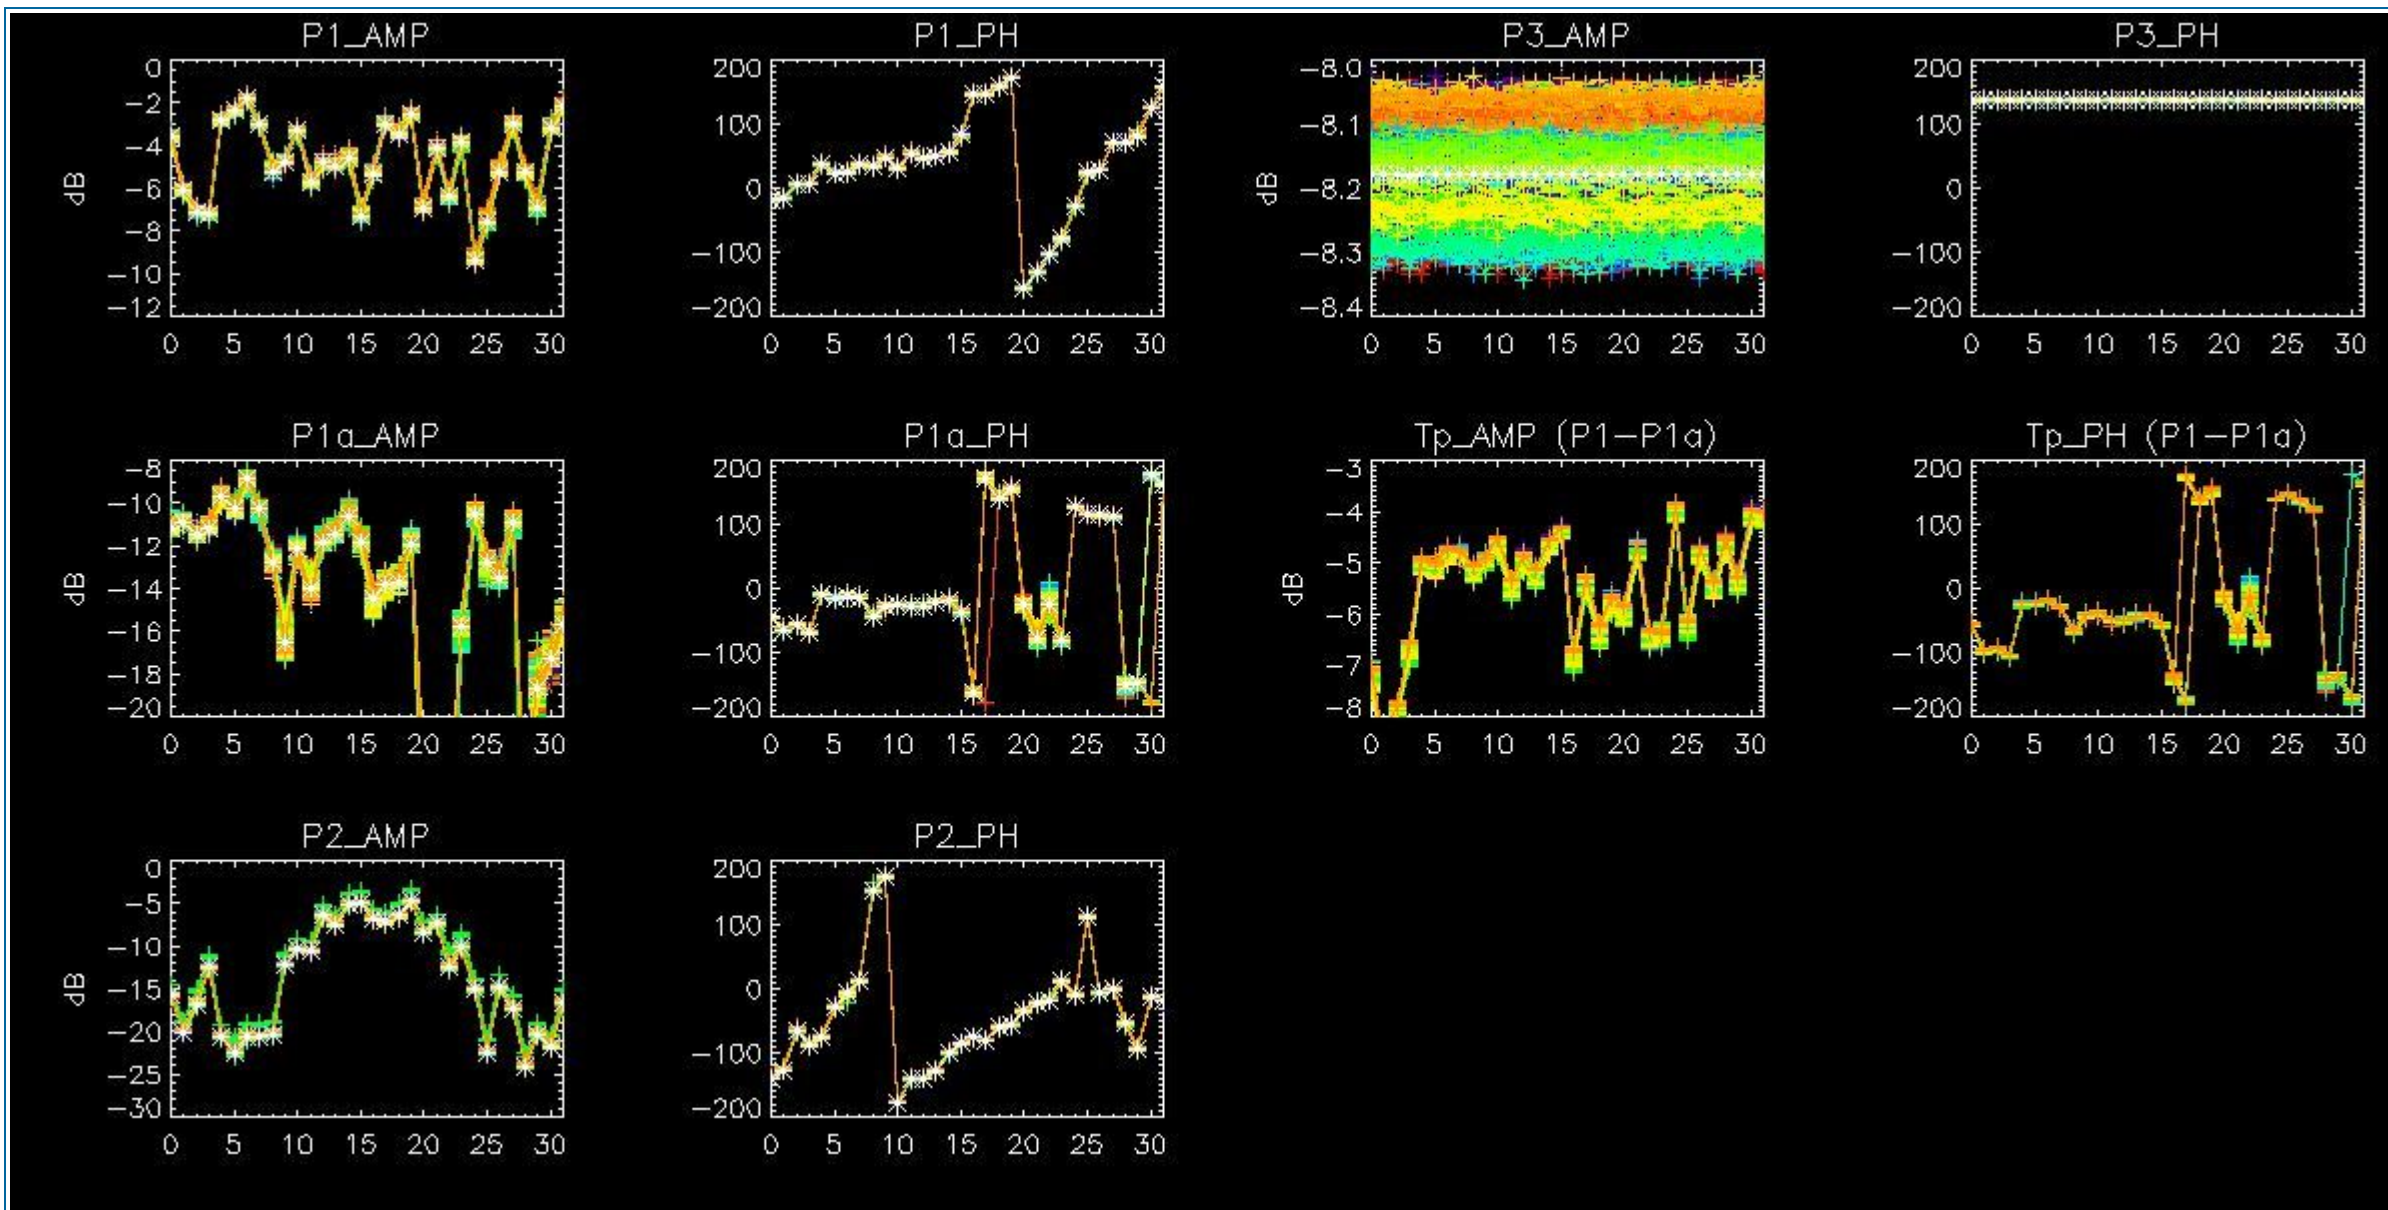 P1_AMP P1_PH P3_AMP P3_PH
0 -2 -4 -6 -8 -10 -12
dB
0 5 10 15 20 25 30
200 100 0 -100 -200
0 5 10 15 20 25 30
-8.0 -8.1 -8.2 -8.3 -8.4
dB
0 5 10 15 20 25 30
200 100 0 -100 -200
0 5 10 15 20 25 30
P1a_AMP P1a_PH Tp_AMP (P1-P1a) Tp_PH (P1-P1a)
-8 -10 -12 -14 -16 -18 -20
dB
0 5 10 15 20 25 30
200 100 0 -100 -200
0 5 10 15 20 25 30
-3 -4 -5 -6 -7 -8
dB
0 5 10 15 20 25 30
200 100 0 -100 -200
0 5 10 15 20 25 30
P2_AMP P2_PH
0 -5 -10 -15 -20 -25 -30
dB
0 5 10 15 20 25 30
200 100 0 -100 -200
0 5 10 15 20 25 30